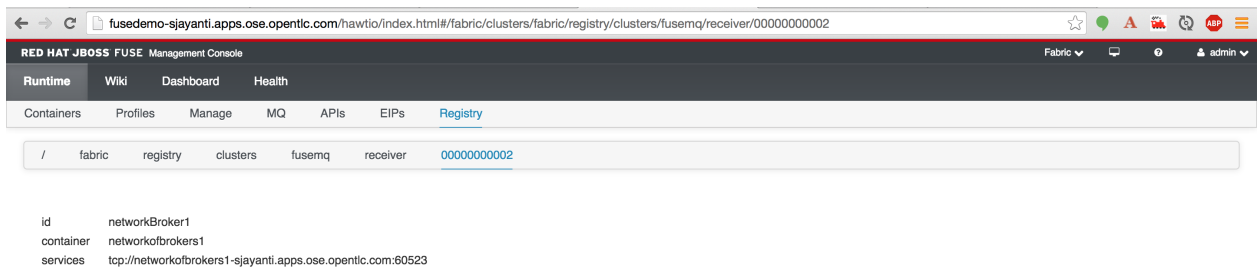 fusedemo-sjayanti.apps.ose.opentlc.com/hawtio/index.html#/fabric/clusters/fabric/registry/clusters/fusemq/receiver/00000000002
A ABP
RED HAT JBOSS FUSE Management Console Fabric admin
Runtime Wiki Dashboard Health
Containers Profiles Manage MQ APIs EIPs Registry
/ fabric registry clusters fusemq receiver 00000000002
id networkBroker1
container networkofbrokers1
services tcp://networkofbrokers1-sjayanti.apps.ose.opentlc.com:60523